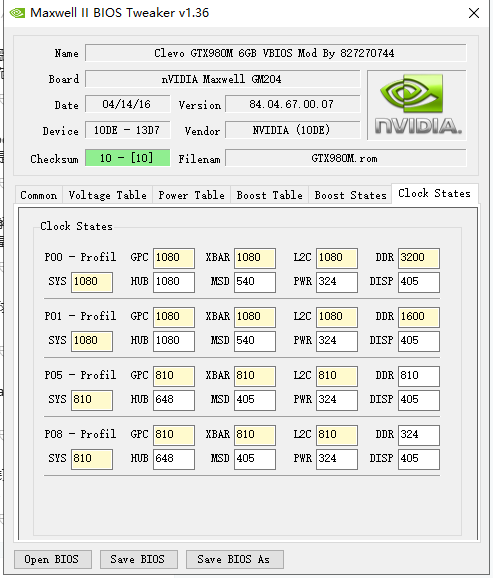 Maxwell II BIOS Tweaker v1.36
Name Clevo GTX980M 6GB VBIOS Mod By 827270744
Board nVIDIA Maxwell GM204
Date 04/14/16 Version 84.04.67.00.07
Device 10DE - 13D7 Vendor NVIDIA (10DE)
nVIDIA.
Checksum 10 - [10] Filenam GTX980M.rom
Common Voltage Table Power Table Boost Table Boost States Clock States
Clock States
P00 - Profil GPC 1080 XBAR 1080 L2C 1080 DDR 3200
SYS 1080 HUB 1080 MSD 540 PWR 324 DISP 405
P01 - Profil GPC 1080 XBAR 1080 L2C 1080 DDR 1600
SYS 1080 HUB 1080 MSD 540 PWR 324 DISP 405
P05 - Profil GPC 810 XBAR 810 L2C 810 DDR 810
SYS 810 HUB 648 MSD 405 PWR 324 DISP 405
P08 - Profil GPC 810 XBAR 810 L2C 810 DDR 324
SYS 810 HUB 648 MSD 405 PWR 324 DISP 405
Open BIOS Save BIOS Save BIOS As